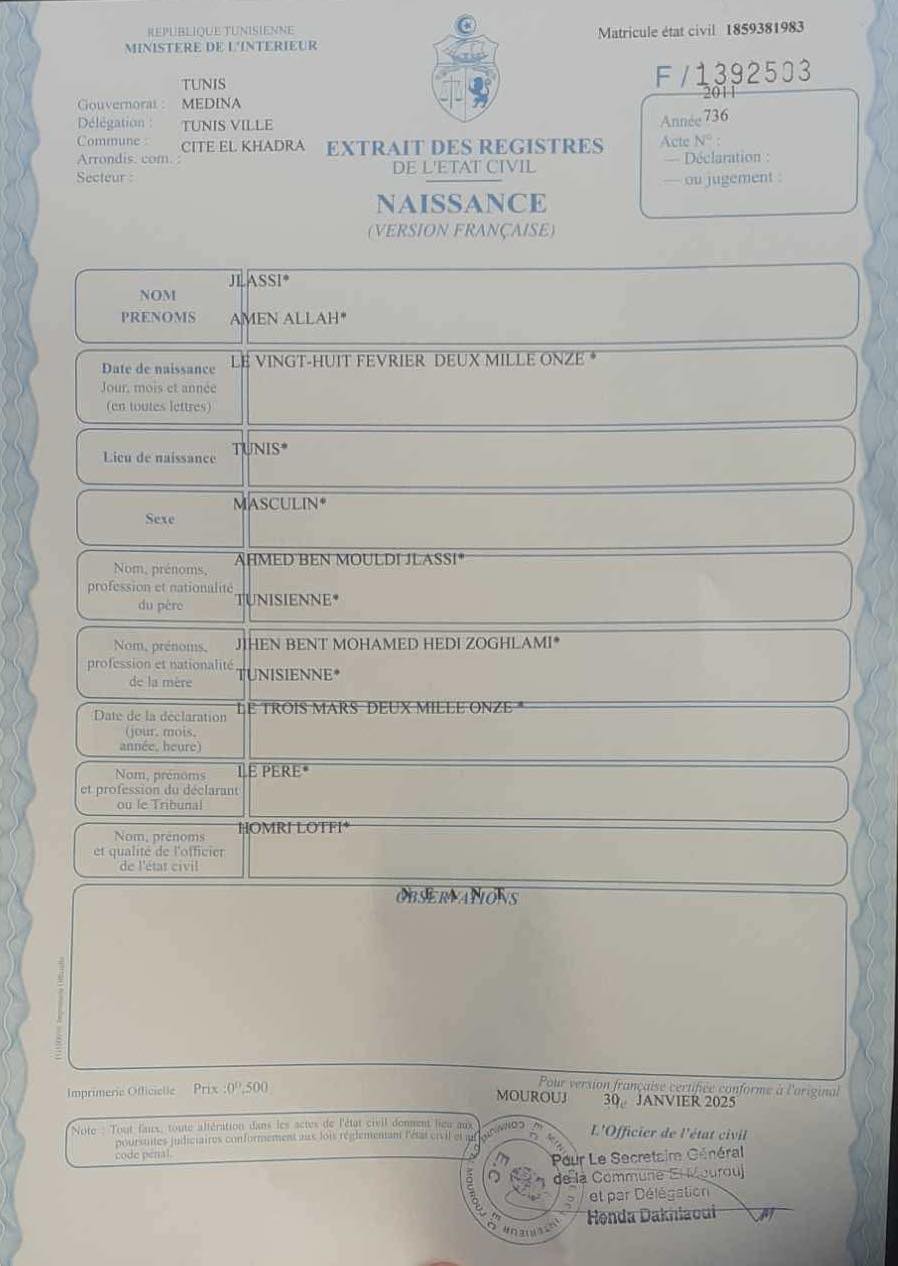 REPUBLIQUE TUNISIENNE
MINISTERE DE L'INTERIEUR
Matricule état civil 1859381983
F / 1392503
TUNIS
Gouvernorat : MEDINA
Délégation : TUNIS VILLE
Commune : CITE EL KHADRA
Arrondis. com. :
Secteur :
2011
Année 736
Acte N° :
— Déclaration :
— ou jugement :
EXTRAIT DES REGISTRES
DE L'ETAT CIVIL
NAISSANCE
(VERSION FRANÇAISE)
NOM
PRENOMS
JLASSI*
AMEN ALLAH*
Date de naissance
Jour, mois et année
(en toutes lettres)
LE VINGT-HUIT FEVRIER DEUX MILLE ONZE *
Lieu de naissance
TUNIS*
Sexe
MASCULIN*
Nom, prénoms,
profession et nationalité
du père
AHMED BEN MOULDI JLASSI*
TUNISIENNE*
Nom, prénoms,
profession et nationalité
de la mère
JIHEN BENT MOHAMED HEDI ZOGHLAMI*
TUNISIENNE*
Date de la déclaration
(jour, mois,
année, heure)
LE TROIS MARS DEUX MILLE ONZE *
Nom, prénoms
et profession du déclarant
ou le Tribunal
LE PERE*
Nom, prénoms
et qualité de l'officier
de l'état civil
HOMRI LOTFI*
N E A N T
OBSERVATIONS
Imprimerie Officielle
Imprimerie Officielle Prix :0ᴰ,500
Pour version française certifiée conforme à l'original
MOUROUJ 30 JANVIER 2025
Note : Tout faux, toute altération dans les actes de l'état civil donnent lieu aux
poursuites judiciaires conformement aux lois réglementant l'état civil et au
code pénal.
L'Officier de l'état civil
Pour Le Secretaire Général
de la Commune El Mourouj
et par Délégation
Henda Dakniaoui